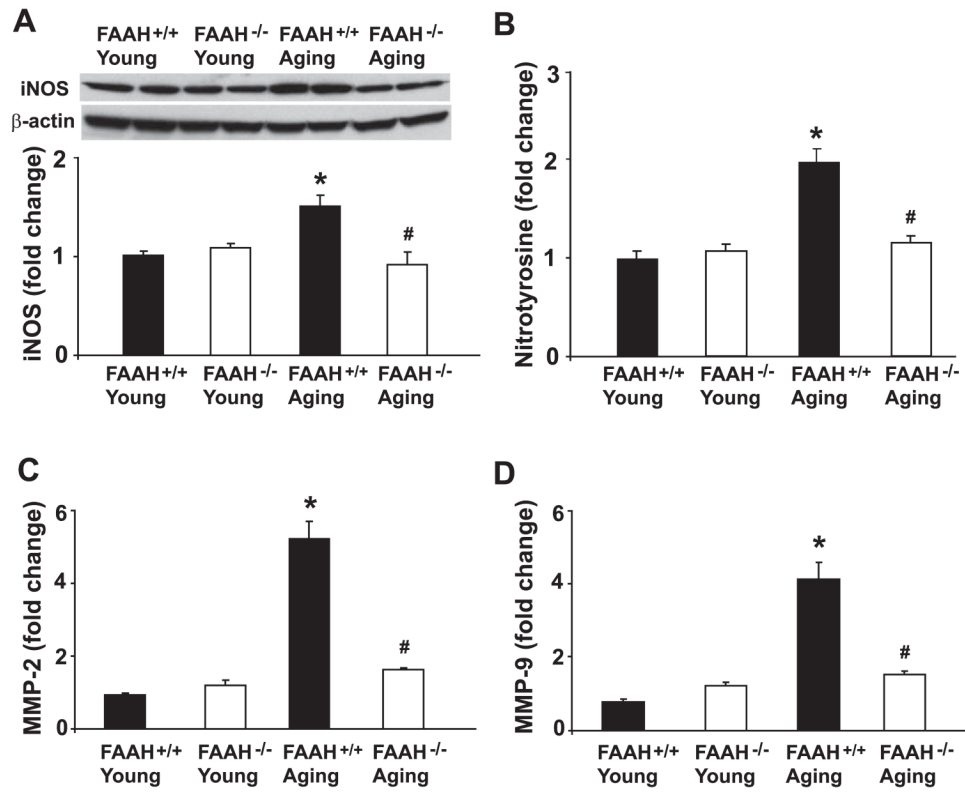 A
FAAH+/+ FAAH-/- FAAH+/+ FAAH-/-
Young Young Aging Aging
iNOS
β-actin
iNOS (fold change)
2
1
0
*
#
FAAH+/+ FAAH-/- FAAH+/+ FAAH-/-
Young Young Aging Aging
B
Nitrotyrosine (fold change)
3
2
1
0
*
#
FAAH+/+ FAAH-/- FAAH+/+ FAAH-/-
Young Young Aging Aging
C
MMP-2 (fold change)
6
4
2
0
*
#
FAAH+/+ FAAH-/- FAAH+/+ FAAH-/-
Young Young Aging Aging
D
MMP-9 (fold change)
6
4
2
0
*
#
FAAH+/+ FAAH-/- FAAH+/+ FAAH-/-
Young Young Aging Aging